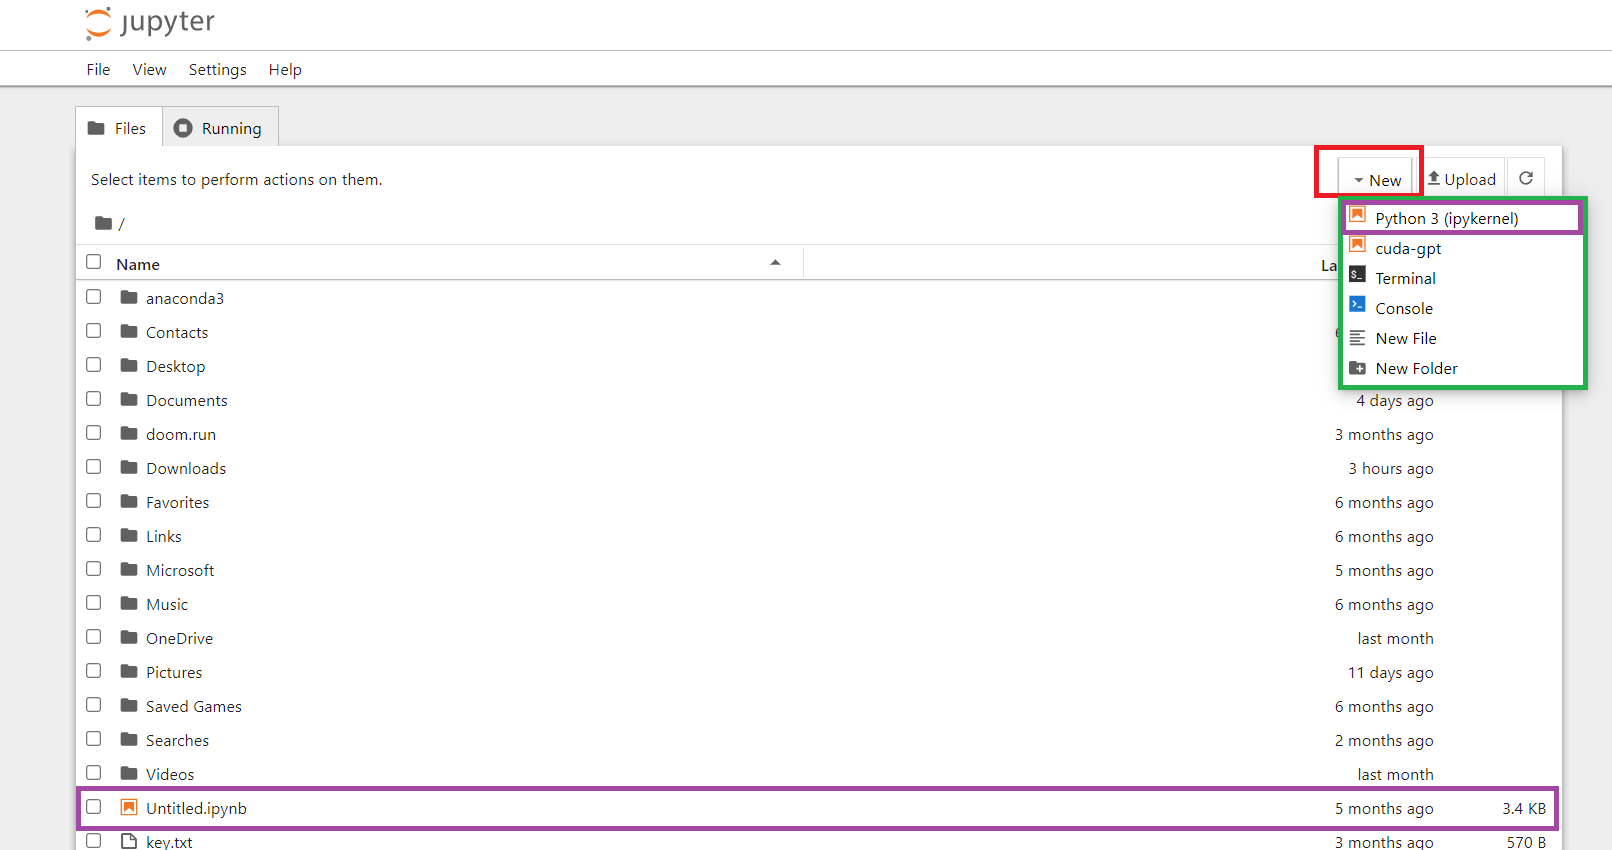 jupyter
File View Settings Help
Files Running
Select items to perform actions on them.
New Upload
/
Python 3 (ipykernel)
cuda-gpt
Terminal
Console
New File
New Folder
Name La
anaconda3
Contacts 6
Desktop
Documents 4 days ago
doom.run 3 months ago
Downloads 3 hours ago
Favorites 6 months ago
Links 6 months ago
Microsoft 5 months ago
Music 6 months ago
OneDrive last month
Pictures 11 days ago
Saved Games 6 months ago
Searches 2 months ago
Videos last month
Untitled.ipynb 5 months ago 3.4 KB
key.txt 3 months ago 570 B